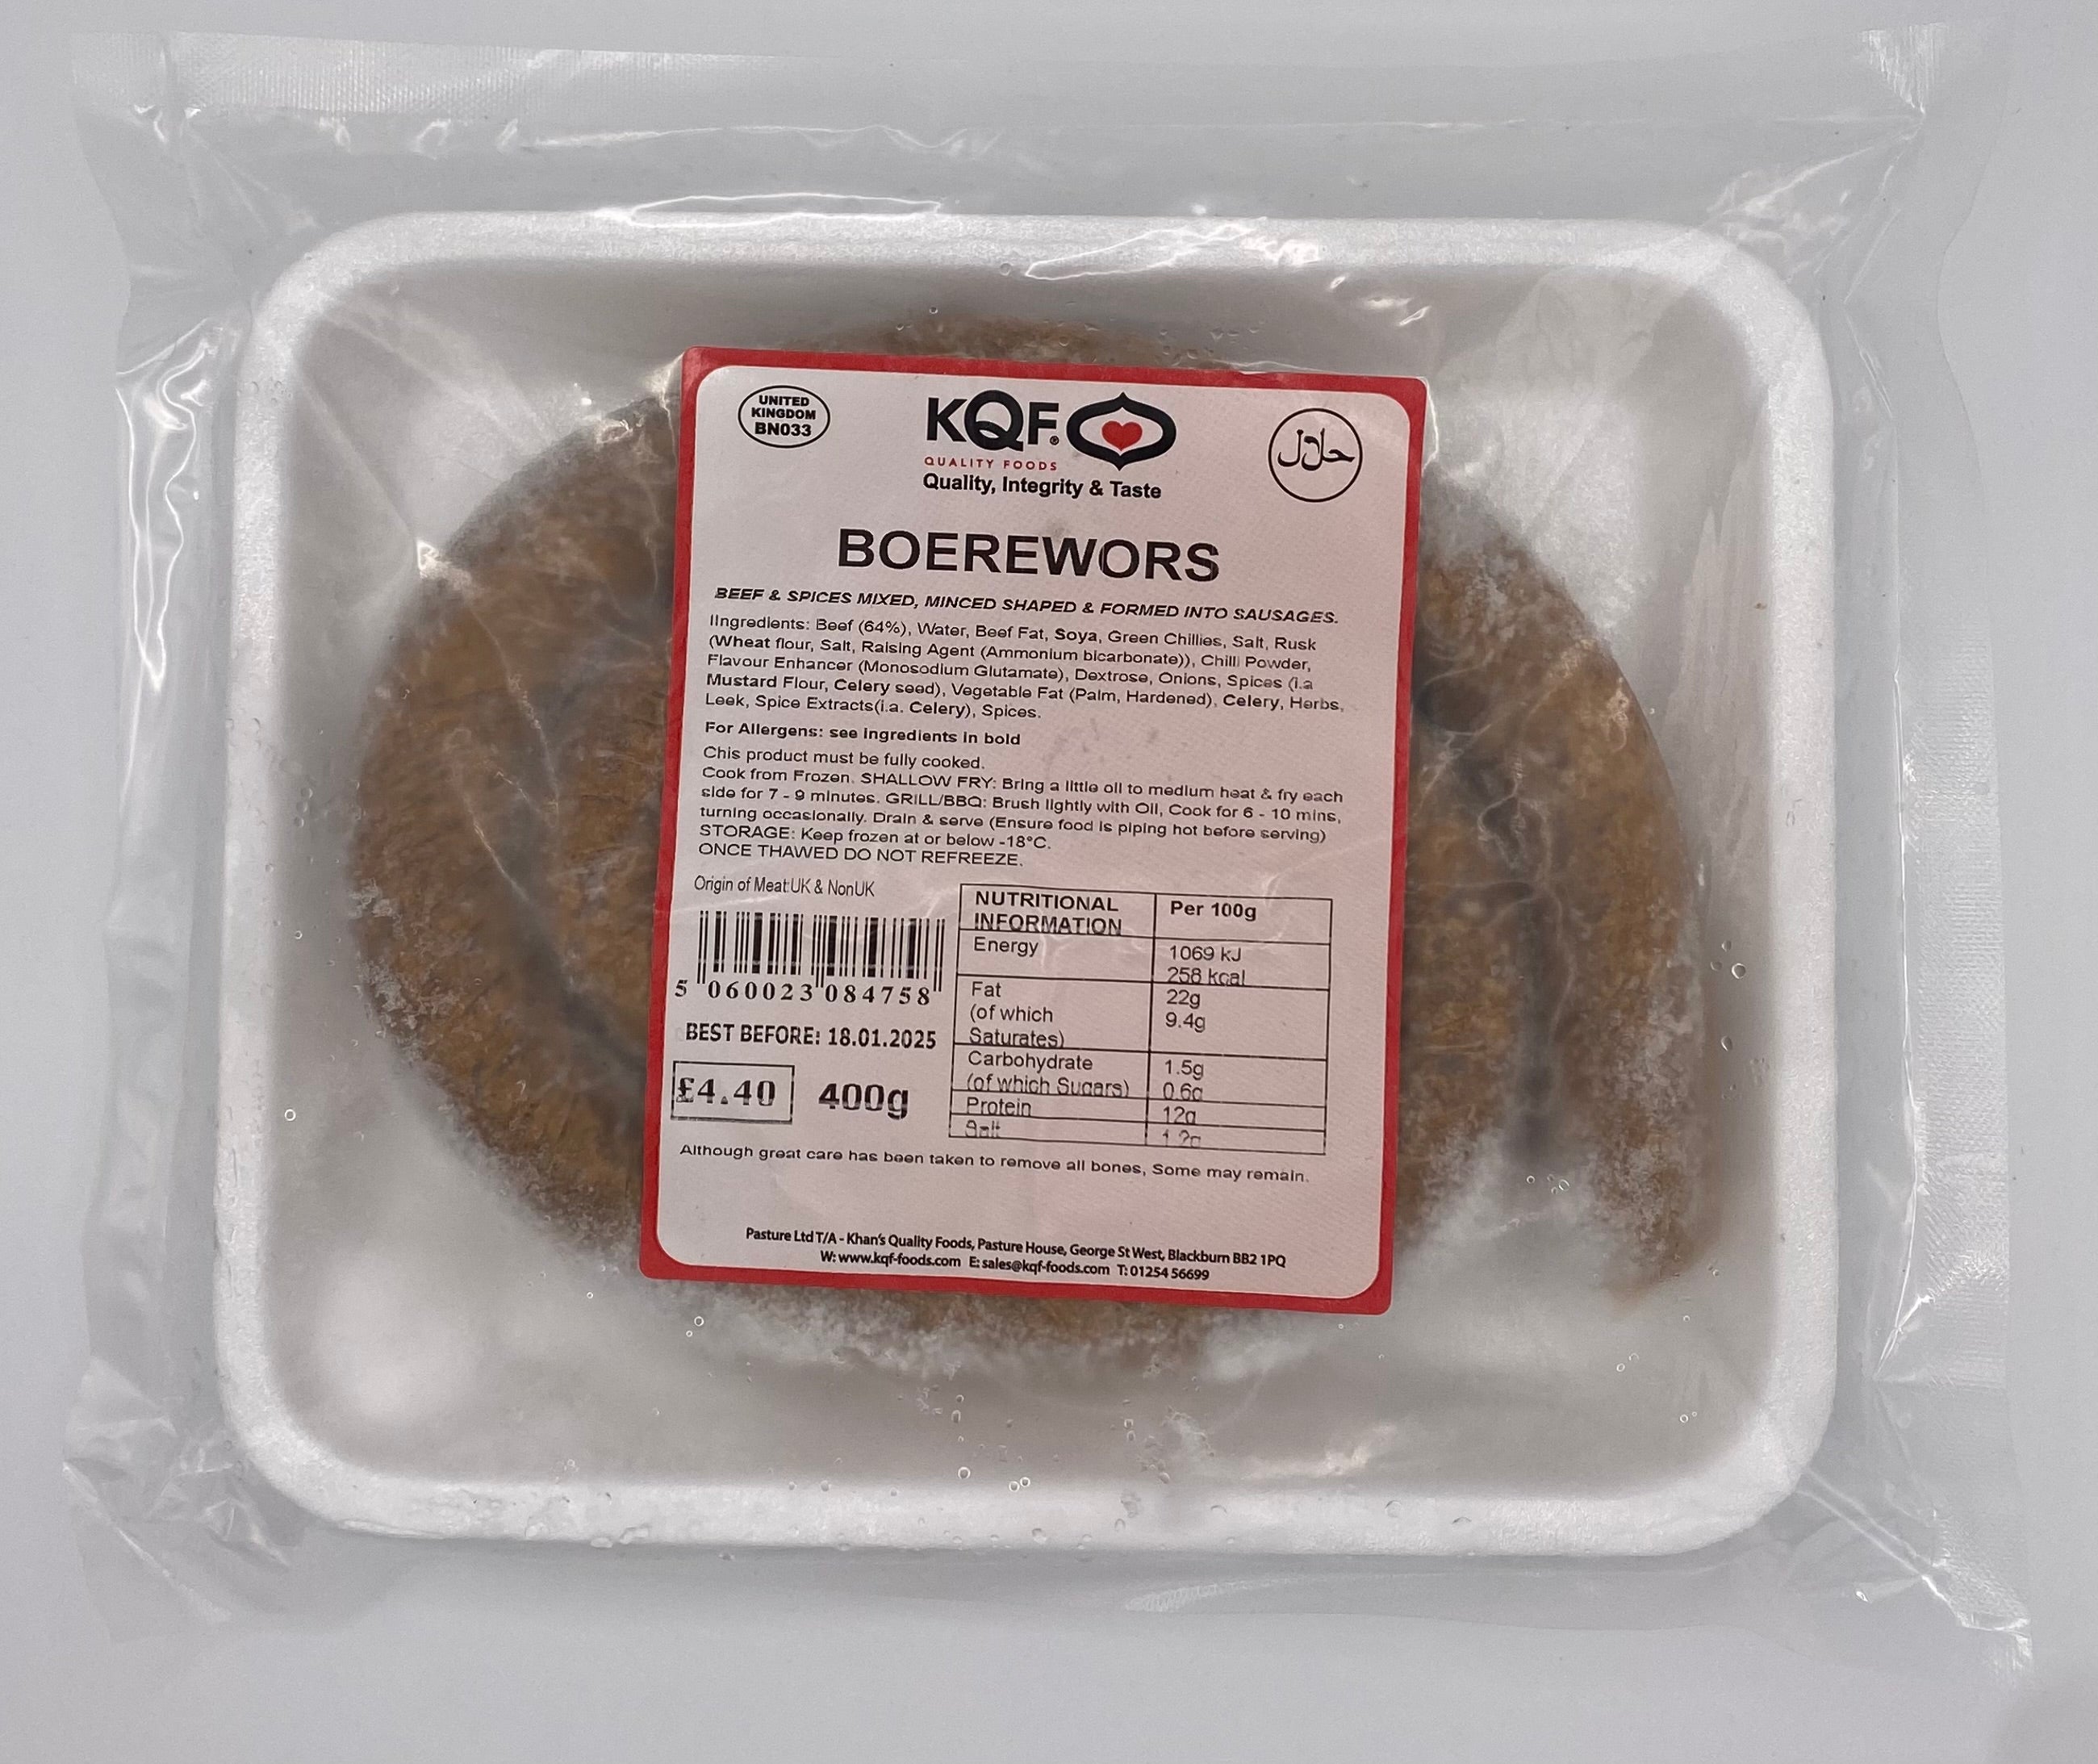 UNITED
KINGDOM
BN033
KQF®
QUALITY FOODS
Quality, Integrity & Taste
حلال
BOEREWORS
BEEF & SPICES MIXED, MINCED SHAPED & FORMED INTO SAUSAGES.
IIngredients: Beef (64%), Water, Beef Fat, Soya, Green Chillies, Salt, Rusk
(Wheat flour, Salt, Raising Agent (Ammonium bicarbonate)), Chilli Powder,
Flavour Enhancer (Monosodium Glutamate), Dextrose, Onions, Spices (i.a
Mustard Flour, Celery seed), Vegetable Fat (Palm, Hardened), Celery, Herbs,
Leek, Spice Extracts(i.a. Celery), Spices.
For Allergens: see ingredients in bold
Chis product must be fully cooked.
Cook from Frozen. SHALLOW FRY: Bring a little oil to medium heat & fry each
side for 7 - 9 minutes. GRILL/BBQ: Brush lightly with Oil, Cook for 6 - 10 mins,
turning occasionally. Drain & serve (Ensure food is piping hot before serving)
STORAGE: Keep frozen at or below -18°C.
ONCE THAWED DO NOT REFREEZE.
Origin of Meat:UK & NonUK
5 060023 084758
BEST BEFORE: 18.01.2025
£4.40 400g
NUTRITIONAL Per 100g
INFORMATION
Energy 1069 kJ
258 kcal
Fat 22g
(of which 9.4g
Saturates)
Carbohydrate 1.5g
(of which Sugars) 0.6g
Protein 12g
Salt 1.2g
Although great care has been taken to remove all bones, Some may remain.
Pasture Ltd T/A - Khan's Quality Foods, Pasture House, George St West, Blackburn BB2 1PQ
W: www.kqf-foods.com E: sales@kqf-foods.com T: 01254 56699